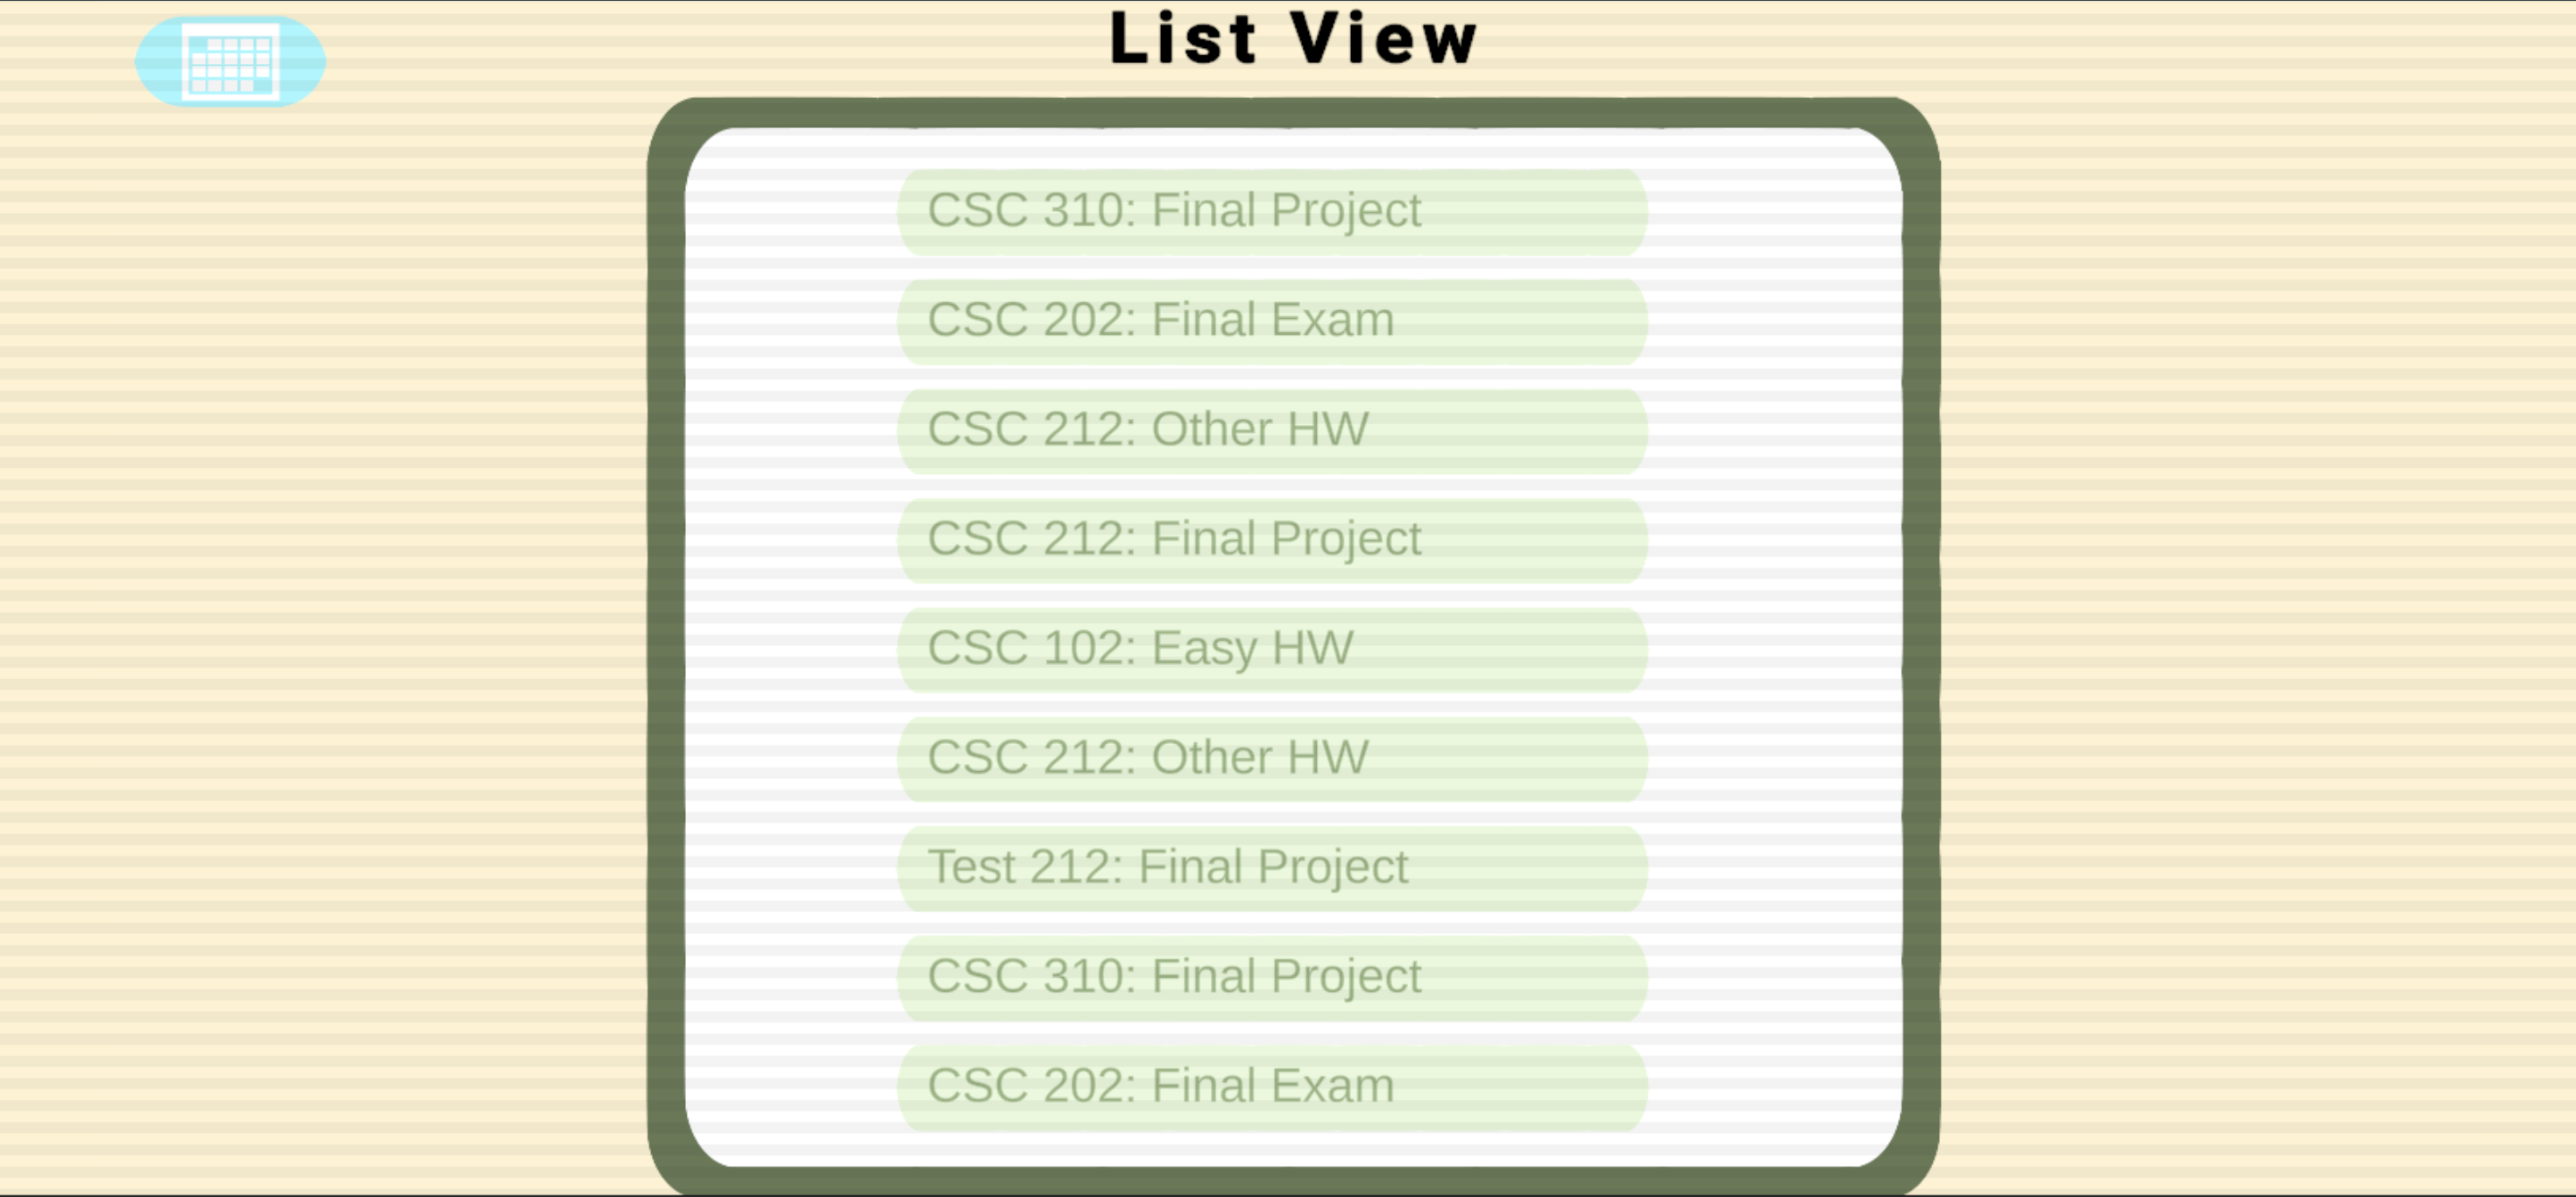 List View
CSC 310: Final Project
CSC 202: Final Exam
CSC 212: Other HW
CSC 212: Final Project
CSC 102: Easy HW
CSC 212: Other HW
Test 212: Final Project
CSC 310: Final Project
CSC 202: Final Exam